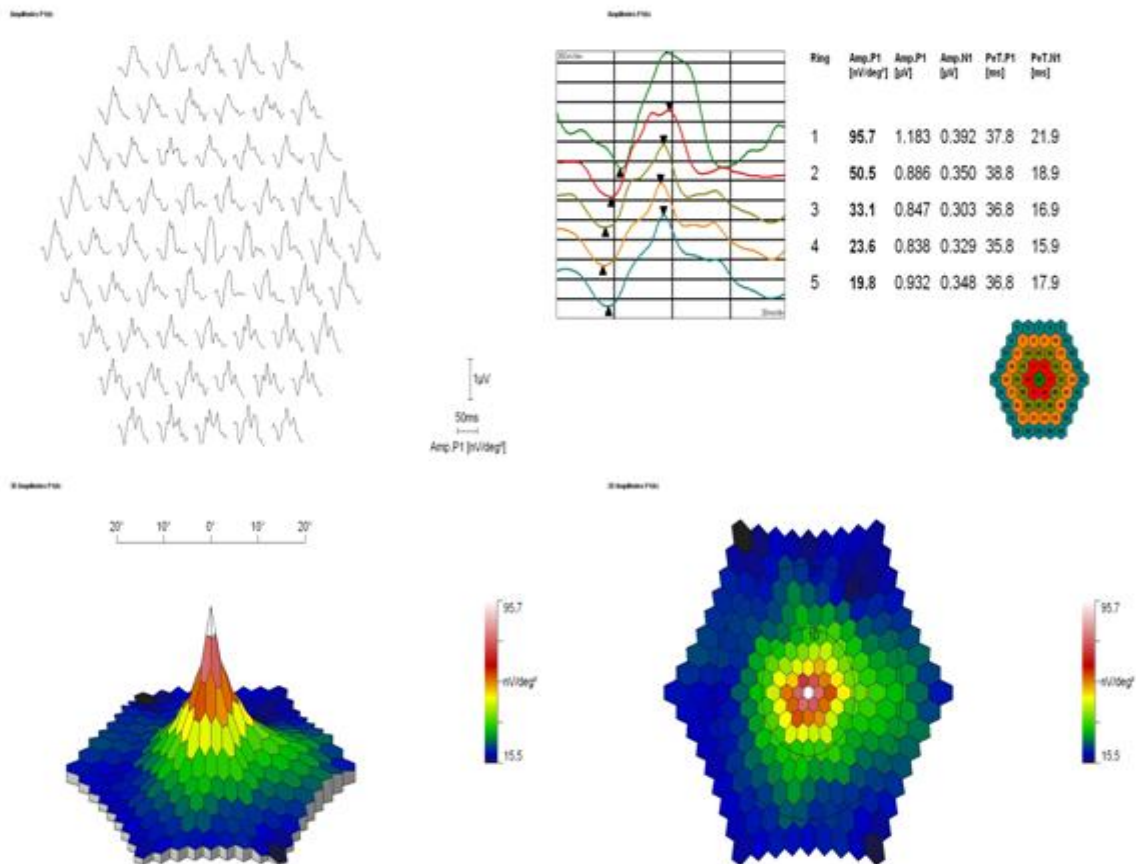 Ring Amp.P1 Amp.P1 Amp.N1 PeT.P1 PeT.N1
[nV/deg²] [µV] [µV] [ms] [ms]
1 95.7 1.183 0.392 37.8 21.9
2 50.5 0.886 0.350 38.8 18.9
3 33.1 0.847 0.303 36.8 16.9
4 23.6 0.838 0.329 35.8 15.9
5 19.8 0.932 0.348 36.8 17.9
1µV
50ms
Amp.P1 [nV/deg²]
20° 10° 0° 10° 20°
95.7
nV/deg²
15.5
95.7
nV/deg²
15.5